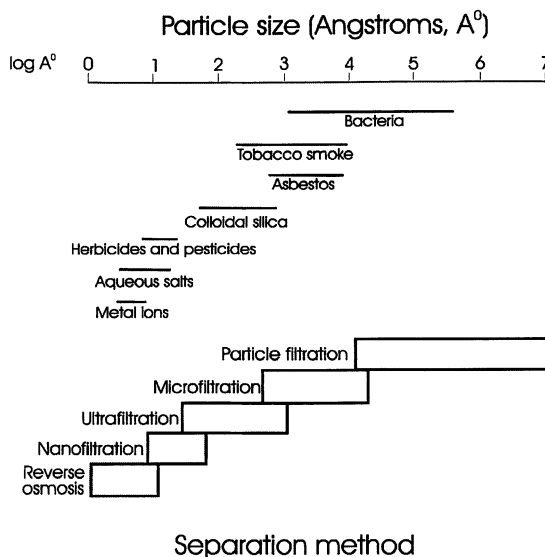 Particle size (Angstroms, A⁰)
log A⁰ 0 1 2 3 4 5 6 7
Bacteria
Tobacco smoke
Asbestos
Colloidal silica
Herbicides and pesticides
Aqueous salts
Metal ions
Particle filtration
Microfiltration
Ultrafiltration
Nanofiltration
Reverse
osmosis
Separation method